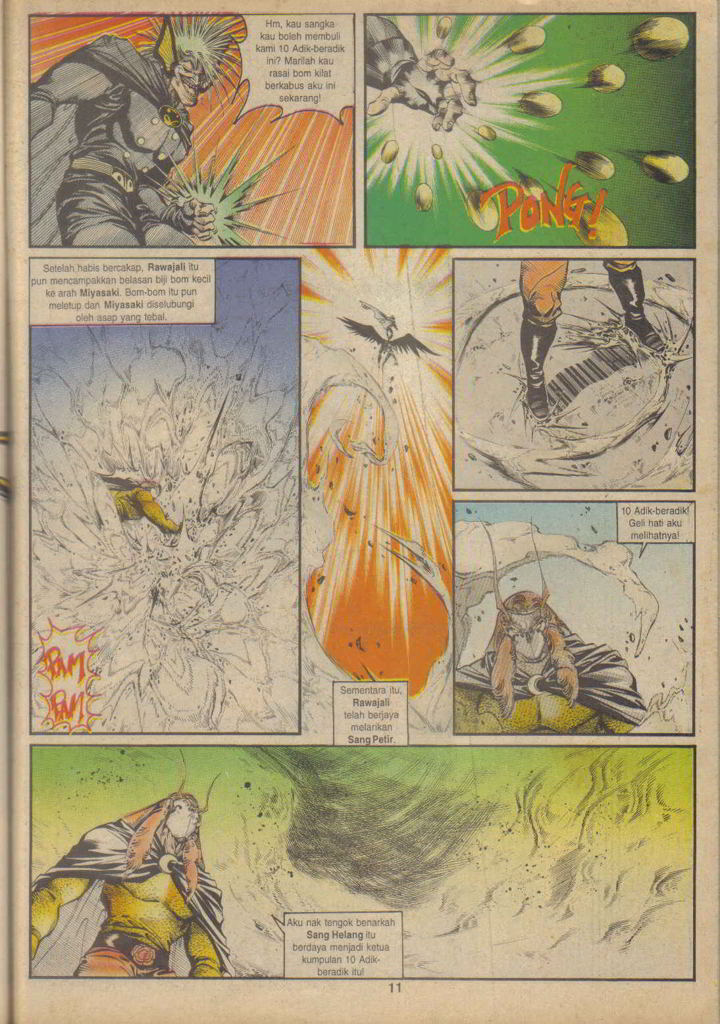 Hm, kau sangka
kau boleh membuli
kami 10 Adik-beradik
ini? Marilah kau
rasai bom kilat
berkabus aku ini
sekarang!
PONG!
Setelah habis bercakap, Rawajali itu
pun mencampakkan belasan biji bom kecil
ke arah Miyasaki. Bom-bom itu pun
meletup dan Miyasaki diselubungi
oleh asap yang tebal.
10 Adik-beradik!
Geli hati aku
melihatnya!
PAM
PAM
Sementara itu,
Rawajali
telah berjaya
melarikan
Sang Petir.
Aku nak tengok benarkah
Sang Helang itu
berdaya menjadi ketua
kumpulan 10 Adik-
beradik itu!
11